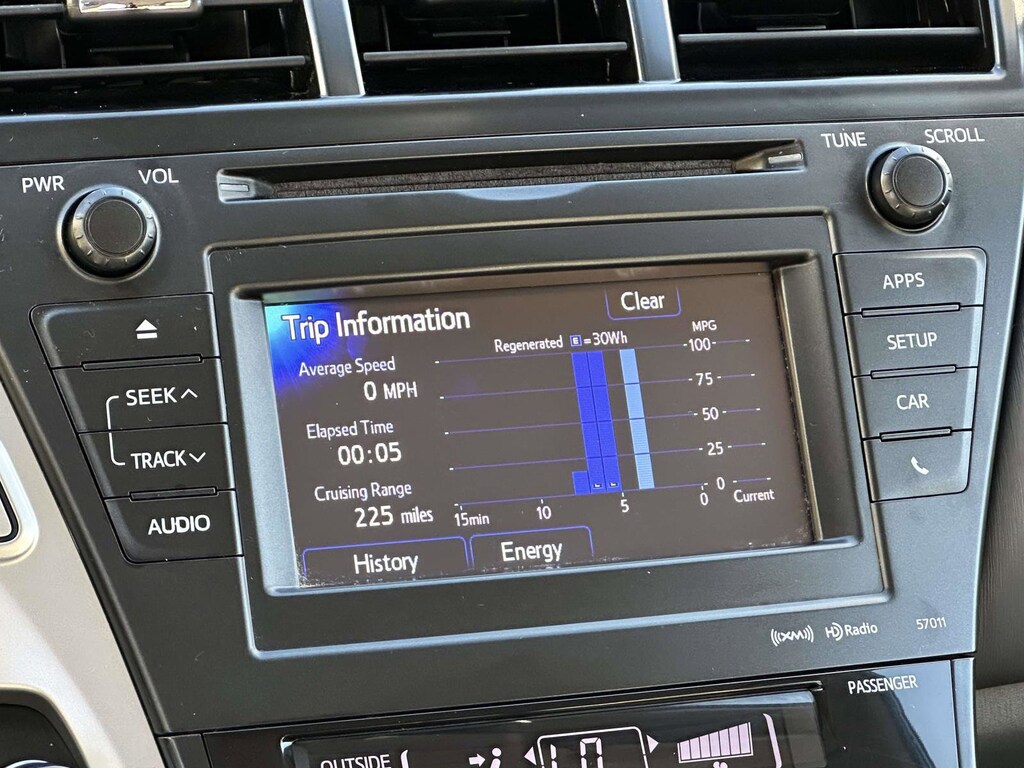 PWR VOL
TUNE SCROLL
APPS
SETUP
CAR
SEEK
TRACK
AUDIO
Trip Information
Clear
Average Speed
0 MPH
Elapsed Time
00:05
Cruising Range
225 miles
Regenerated E =30Wh
MPG
100
75
50
25
0
15min 10 5 0 Current
History Energy
((XM)) HD Radio 57011
PASSENGER
OUTSIDE